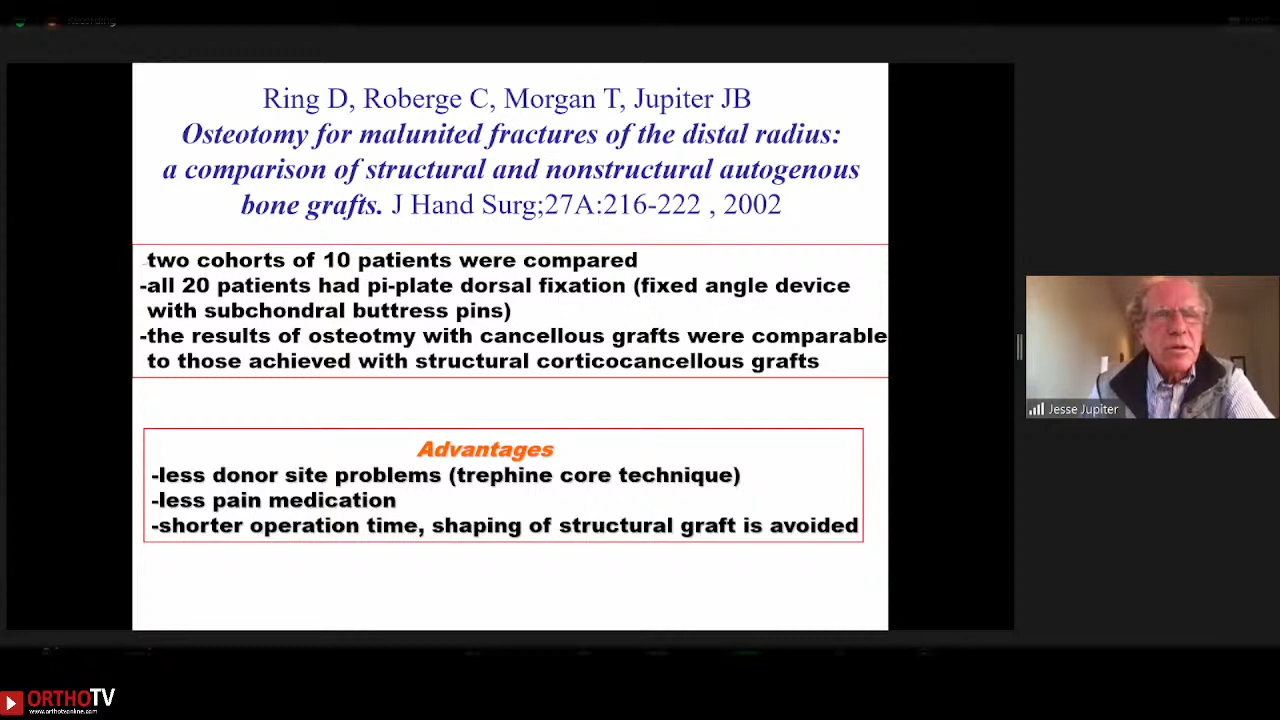 Recording
Ring D, Roberge C, Morgan T, Jupiter JB
Osteotomy for malunited fractures of the distal radius:
a comparison of structural and nonstructural autogenous
bone grafts. J Hand Surg;27A:216-222 , 2002
two cohorts of 10 patients were compared
-all 20 patients had pi-plate dorsal fixation (fixed angle device
with subchondral buttress pins)
-the results of osteotmy with cancellous grafts were comparable
to those achieved with structural corticocancellous grafts
Advantages
-less donor site problems (trephine core technique)
-less pain medication
-shorter operation time, shaping of structural graft is avoided
Jesse Jupiter
ORTHOTV
www.orthotvonline.com